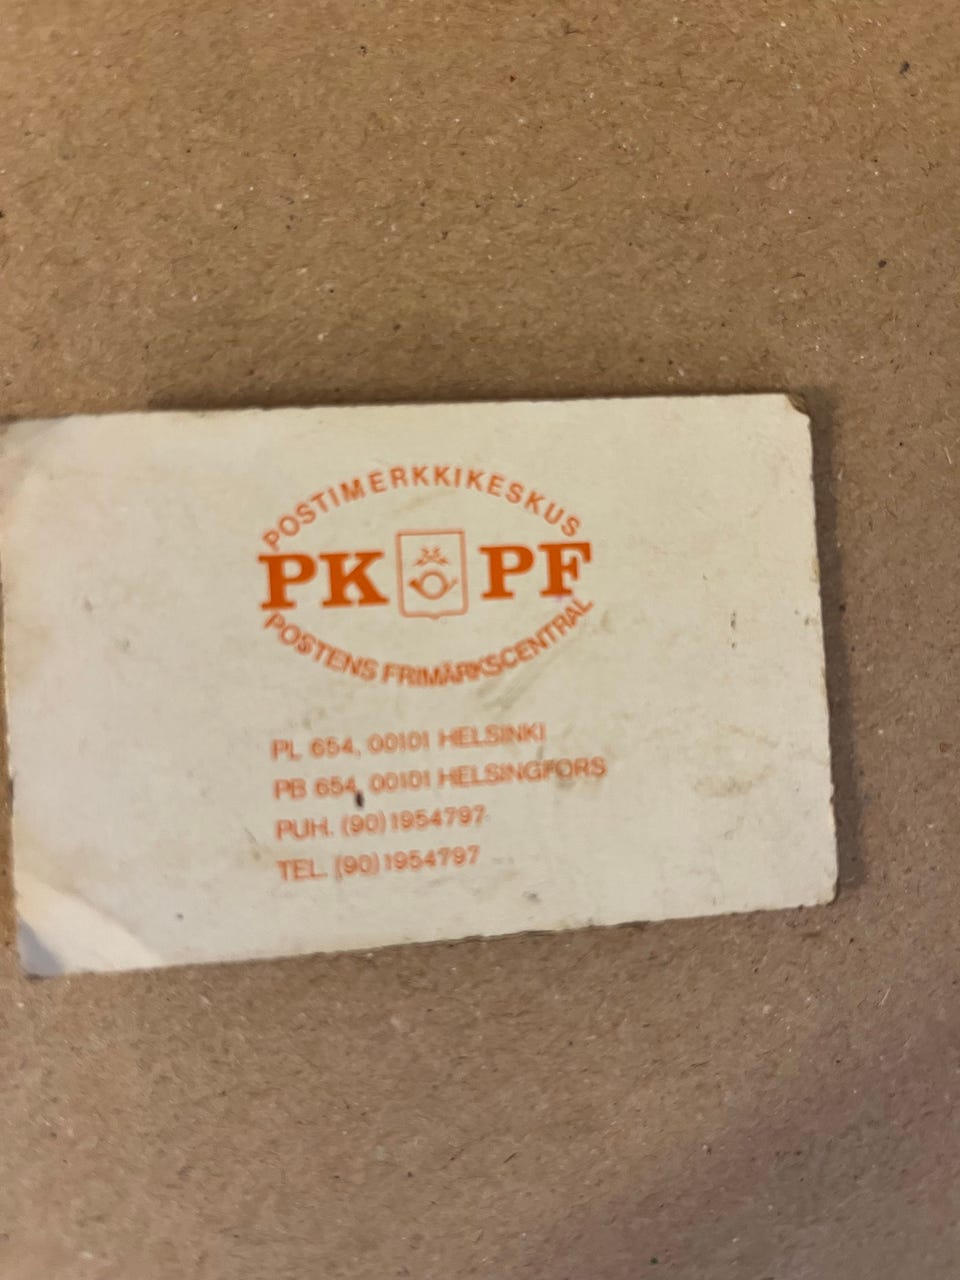 POSTIMERKKIKESKUS
PK PF
POSTENS FRIMÄRKSCENTRAL
PL 654, 00101 HELSINKI
PB 654, 00101 HELSINGFORS
PUH. (90) 1954797
TEL. (90) 1954797